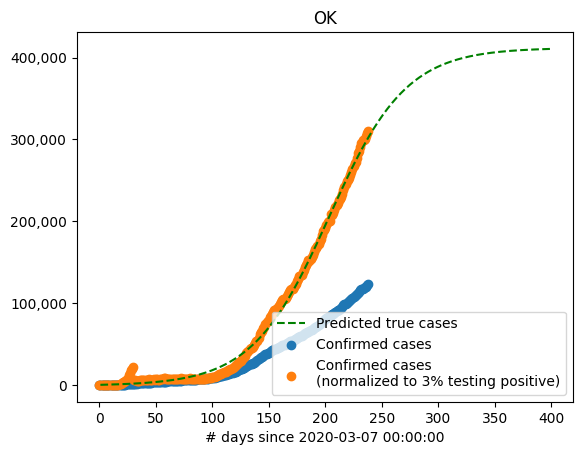 OK
400,000
300,000
200,000
100,000
0
Predicted true cases
Confirmed cases
Confirmed cases
(normalized to 3% testing positive)
0 50 100 150 200 250 300 350 400
# days since 2020-03-07 00:00:00